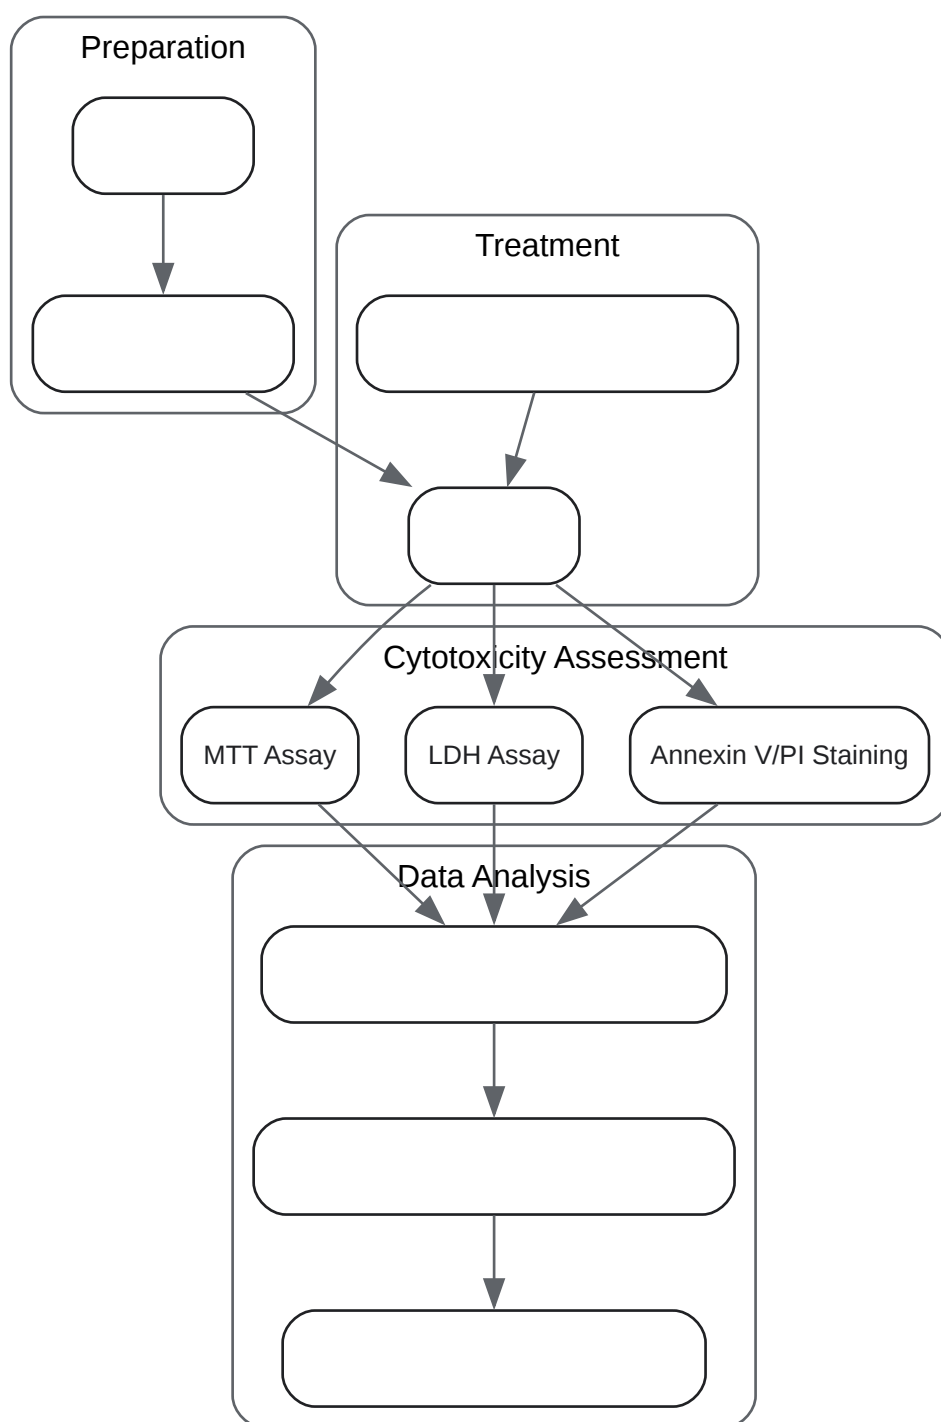 Preparation
Treatment
Cytotoxicity Assessment
MTT Assay
LDH Assay
Annexin V/PI Staining
Data Analysis